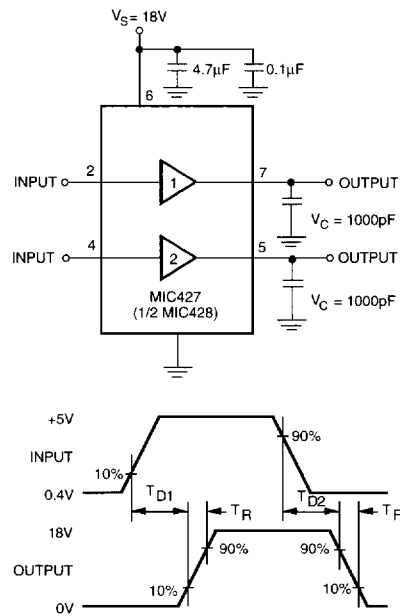 V_S = 18V
4.7µF
0.1µF
6
INPUT
2
1
7
OUTPUT
V_C = 1000pF
INPUT
4
2
5
OUTPUT
V_C = 1000pF
MIC427
(1/2 MIC428)
+5V
90%
INPUT
10%
0.4V
T_D1
T_R
T_D2
T_F
18V
90%
90%
OUTPUT
10%
10%
0V